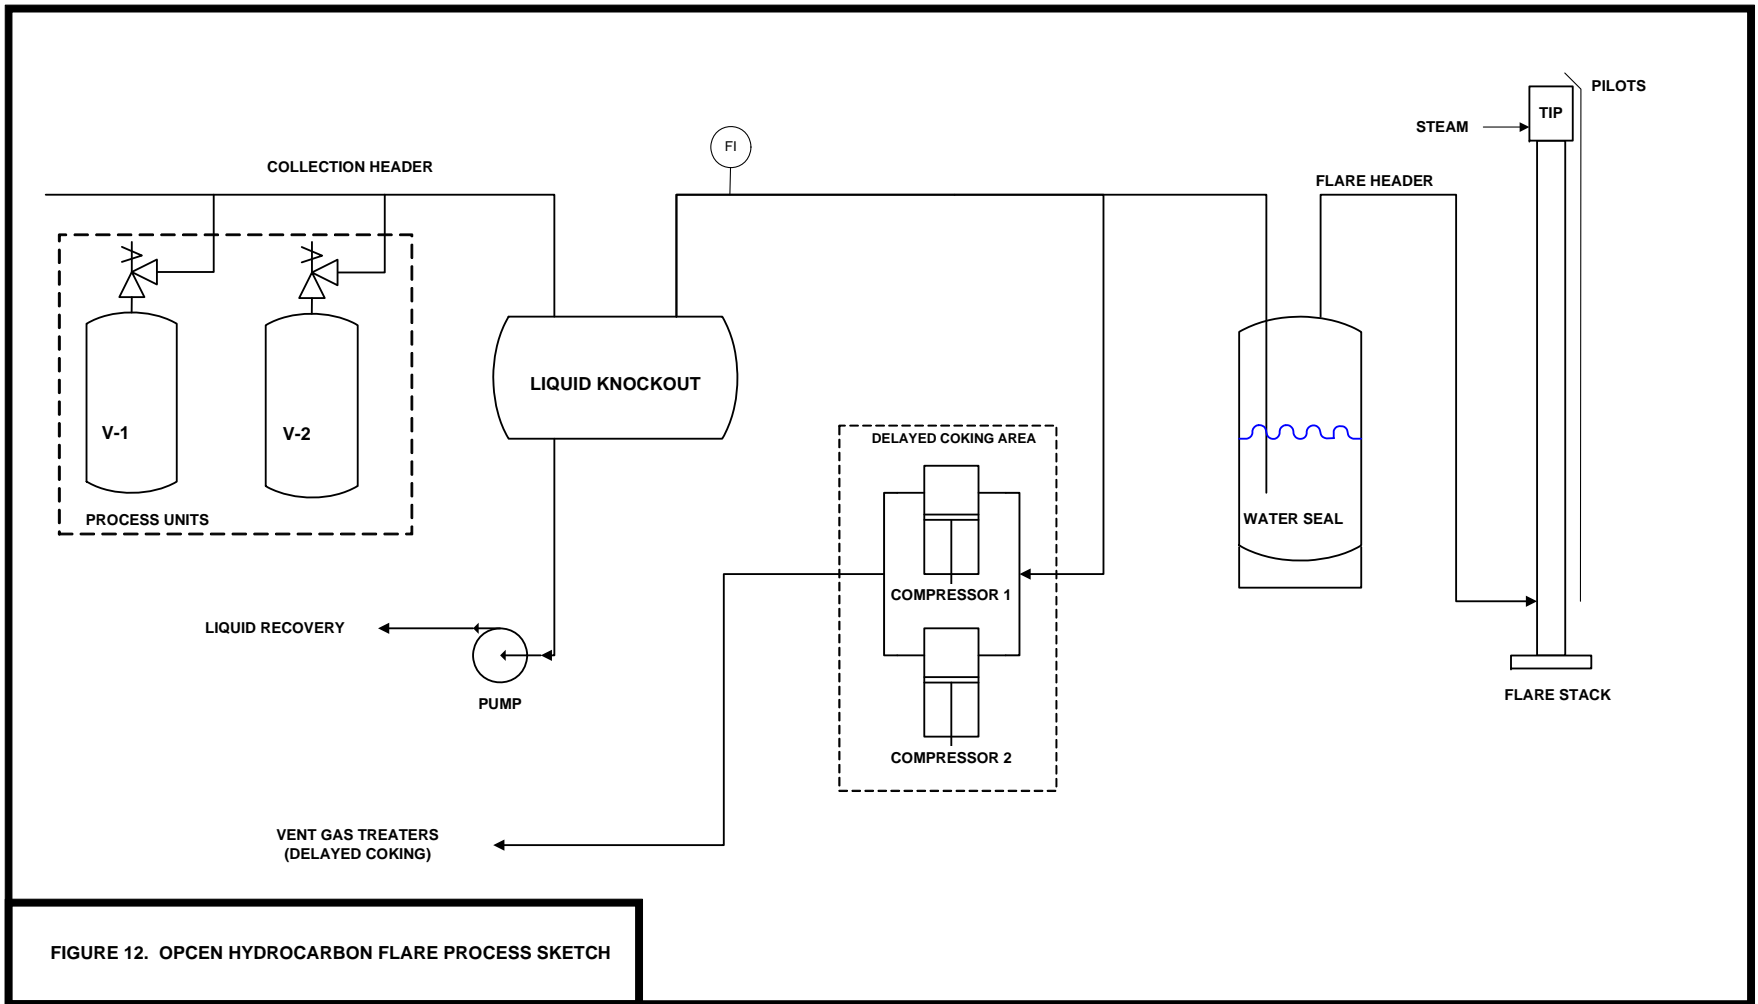 PILOTS
TIP
STEAM
FI
COLLECTION HEADER
FLARE HEADER
LIQUID KNOCKOUT
V-1
V-2
DELAYED COKING AREA
PROCESS UNITS
WATER SEAL
COMPRESSOR 1
LIQUID RECOVERY
PUMP
FLARE STACK
COMPRESSOR 2
VENT GAS TREATERS
(DELAYED COKING)
FIGURE 12. OPCEN HYDROCARBON FLARE PROCESS SKETCH